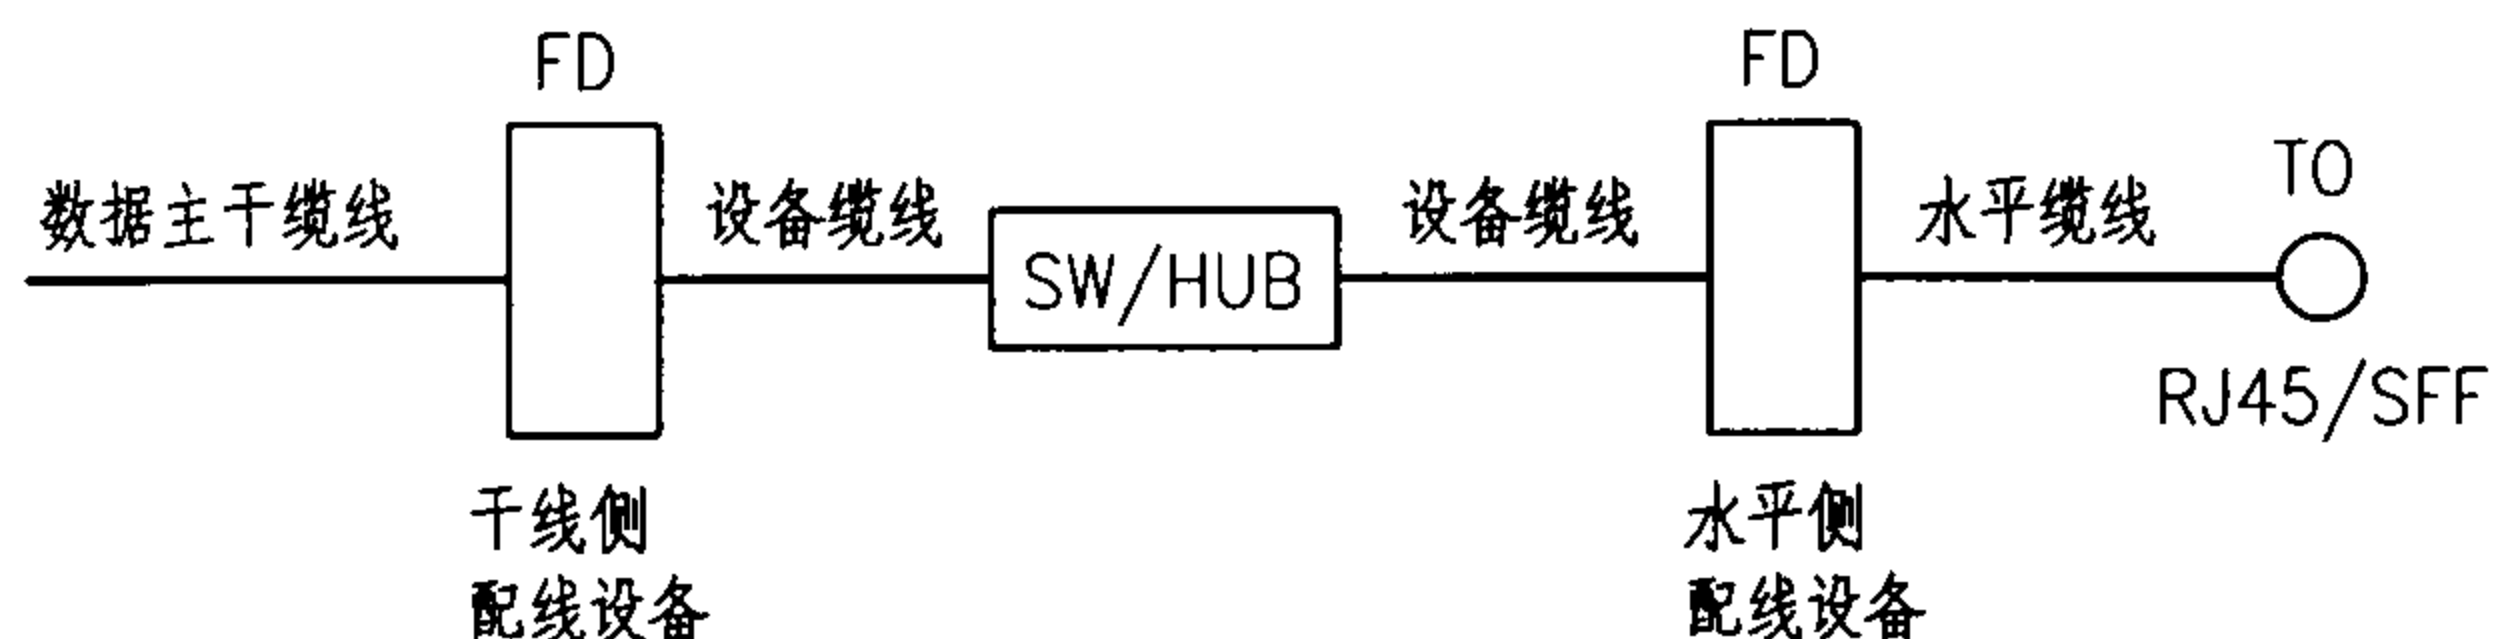 FD
FD
TO
数据主干缆线
设备缆线
设备缆线
水平缆线
SW/HUB
RJ45/SFF
干线侧
配线设备
水平侧
配线设备